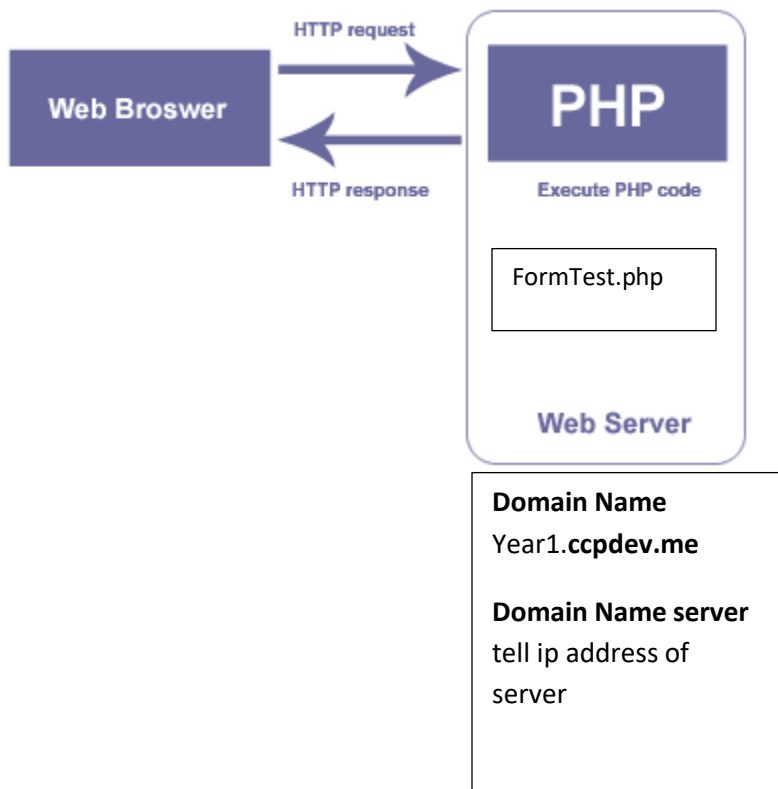 HTTP request
Web Broswer
PHP
HTTP response
Execute PHP code
FormTest.php
Web Server
Domain Name
Year1.ccpdev.me
Domain Name server
tell ip address of
server